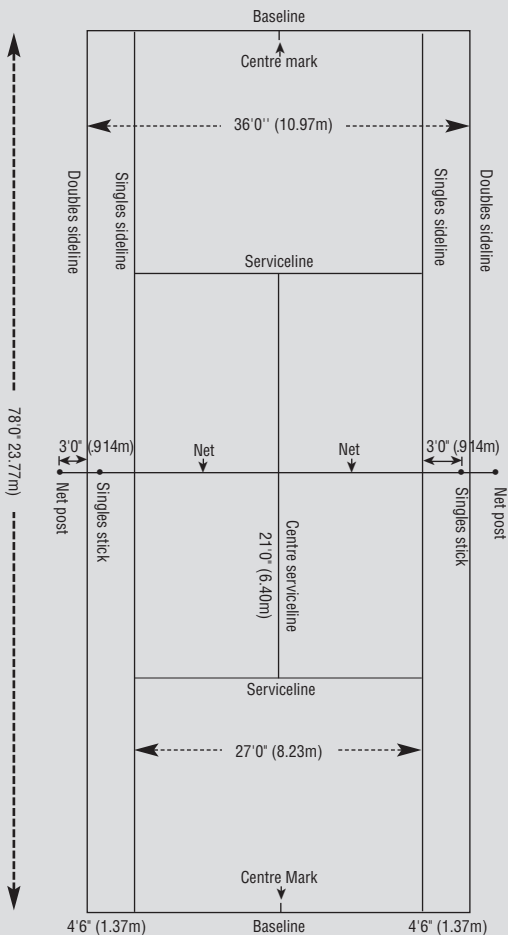 Baseline
Centre mark
36'0'' (10.97m)
Doubles sideline
Singles sideline
Singles sideline
Doubles sideline
Serviceline
78'0" 23.77m)
3'0" (.914m)
Net
Net
3'0" (.914m)
Net post
Singles stick
Centre serviceline
21'0" (6.40m)
Singles stick
Net post
Serviceline
27'0" (8.23m)
Centre Mark
4'6" (1.37m)
Baseline
4'6" (1.37m)